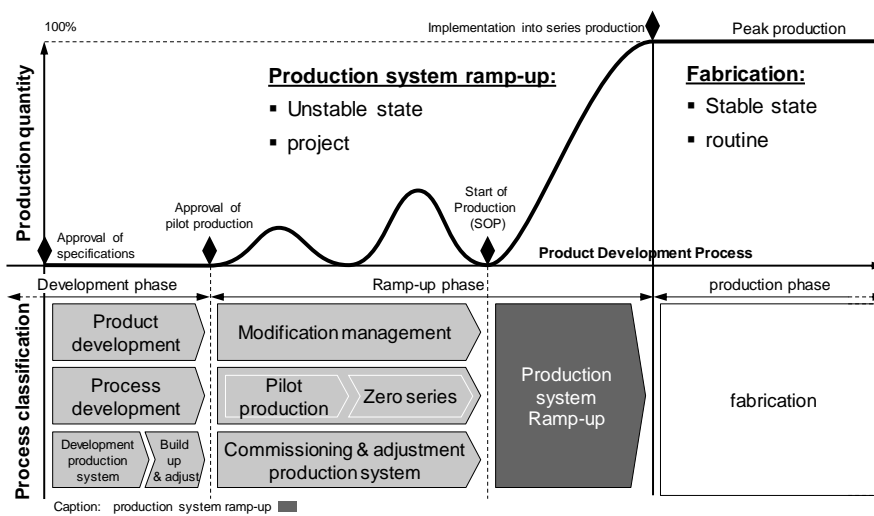 100%
Implementation into series production
Peak production
Production quantity
Production system ramp-up:
▪ Unstable state
▪ project
Fabrication:
▪ Stable state
▪ routine
Approval of
specifications
Approval of
pilot production
Start of
Production
(SOP)
Product Development Process
Development phase
Ramp-up phase
production phase
Process classification
Product
development
Process
development
Development
production
system
Build
up
& adjust
Modification management
Pilot
production
Zero series
Commissioning & adjustment
production system
Production
system
Ramp-up
fabrication
Caption: production system ramp-up